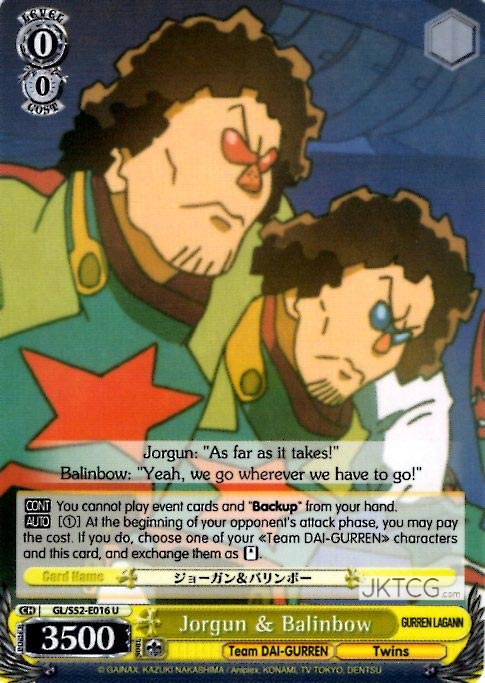 LEVEL
0
0
COST
Jorgun: "As far as it takes!"
Balinbow: "Yeah, we go wherever we have to go!"
CONT You cannot play event cards and "Backup" from your hand.
AUTO [①] At the beginning of your opponent's attack phase, you may pay
the cost. If you do, choose one of your «Team DAI-GURREN» characters
and this card, and exchange them as [♠].
Card Name ジョーガン&バリンボー
JKTCG.com
CH GL/S52-E016 U
POWER 3500 SOUL Jorgun & Balinbow GURREN LAGANN
Team DAI-GURREN Twins
© GAINAX, KAZUKI NAKASHIMA / Aniplex, KONAMI, TV TOKYO, DENTSU